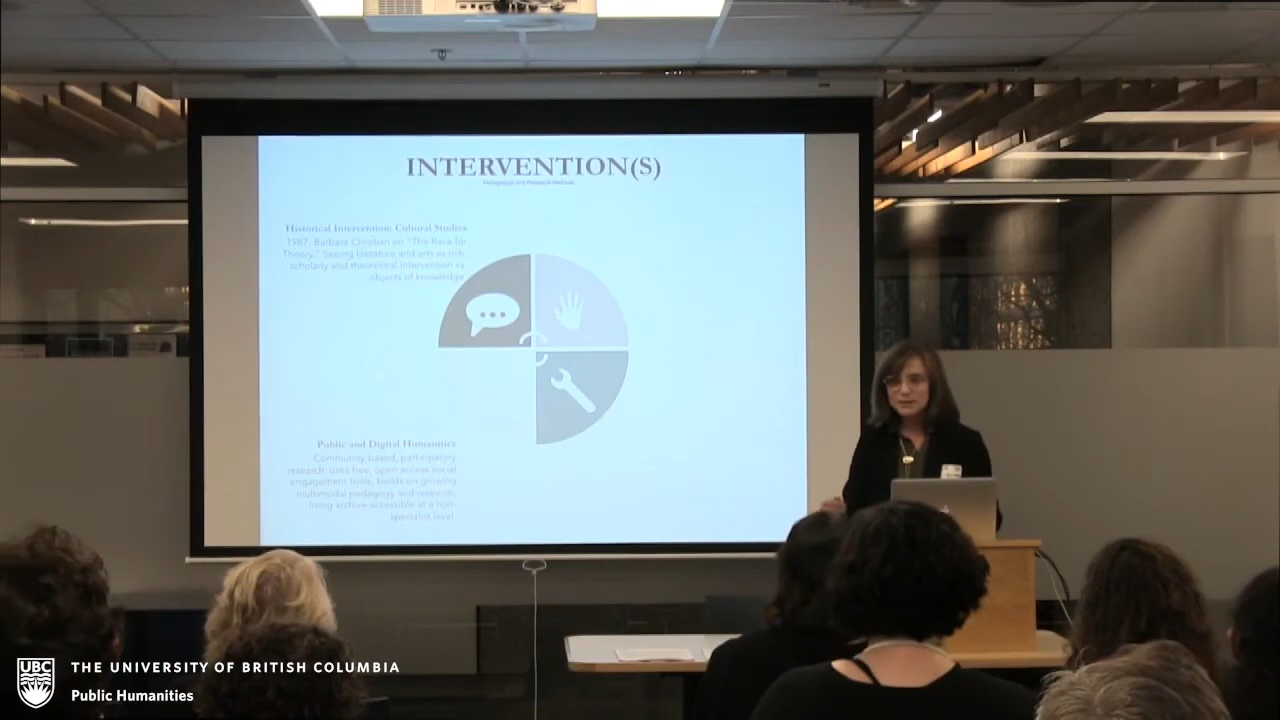 INTERVENTION(S)
Pedagogical and Research Methods
Historical Intervention: Cultural Studies
1987: Barbara Christian on "The Race for
Theory." Seeing literature and arts as rich,
scholarly and theoretical intervention vs
objects of knowledge.
Public and Digital Humanities
Community-based, participatory
research; uses free, open access social
engagement tools; builds on growing
multimodal pedagogy and research;
living archive accessible at a non-
specialist level.
UBC
THE UNIVERSITY OF BRITISH COLUMBIA
Public Humanities